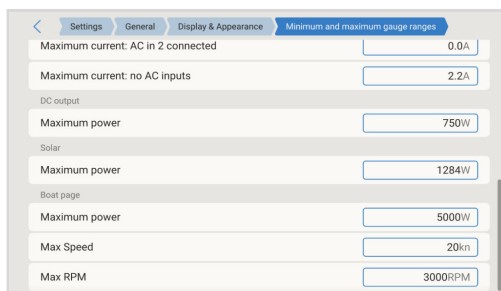 Settings General Display & Appearance Minimum and maximum gauge ranges
Maximum current: AC in 2 connected 0.0A
Maximum current: no AC inputs 2.2A
DC output
Maximum power 750W
Solar
Maximum power 1284W
Boat page
Maximum power 5000W
Max Speed 20kn
Max RPM 3000RPM